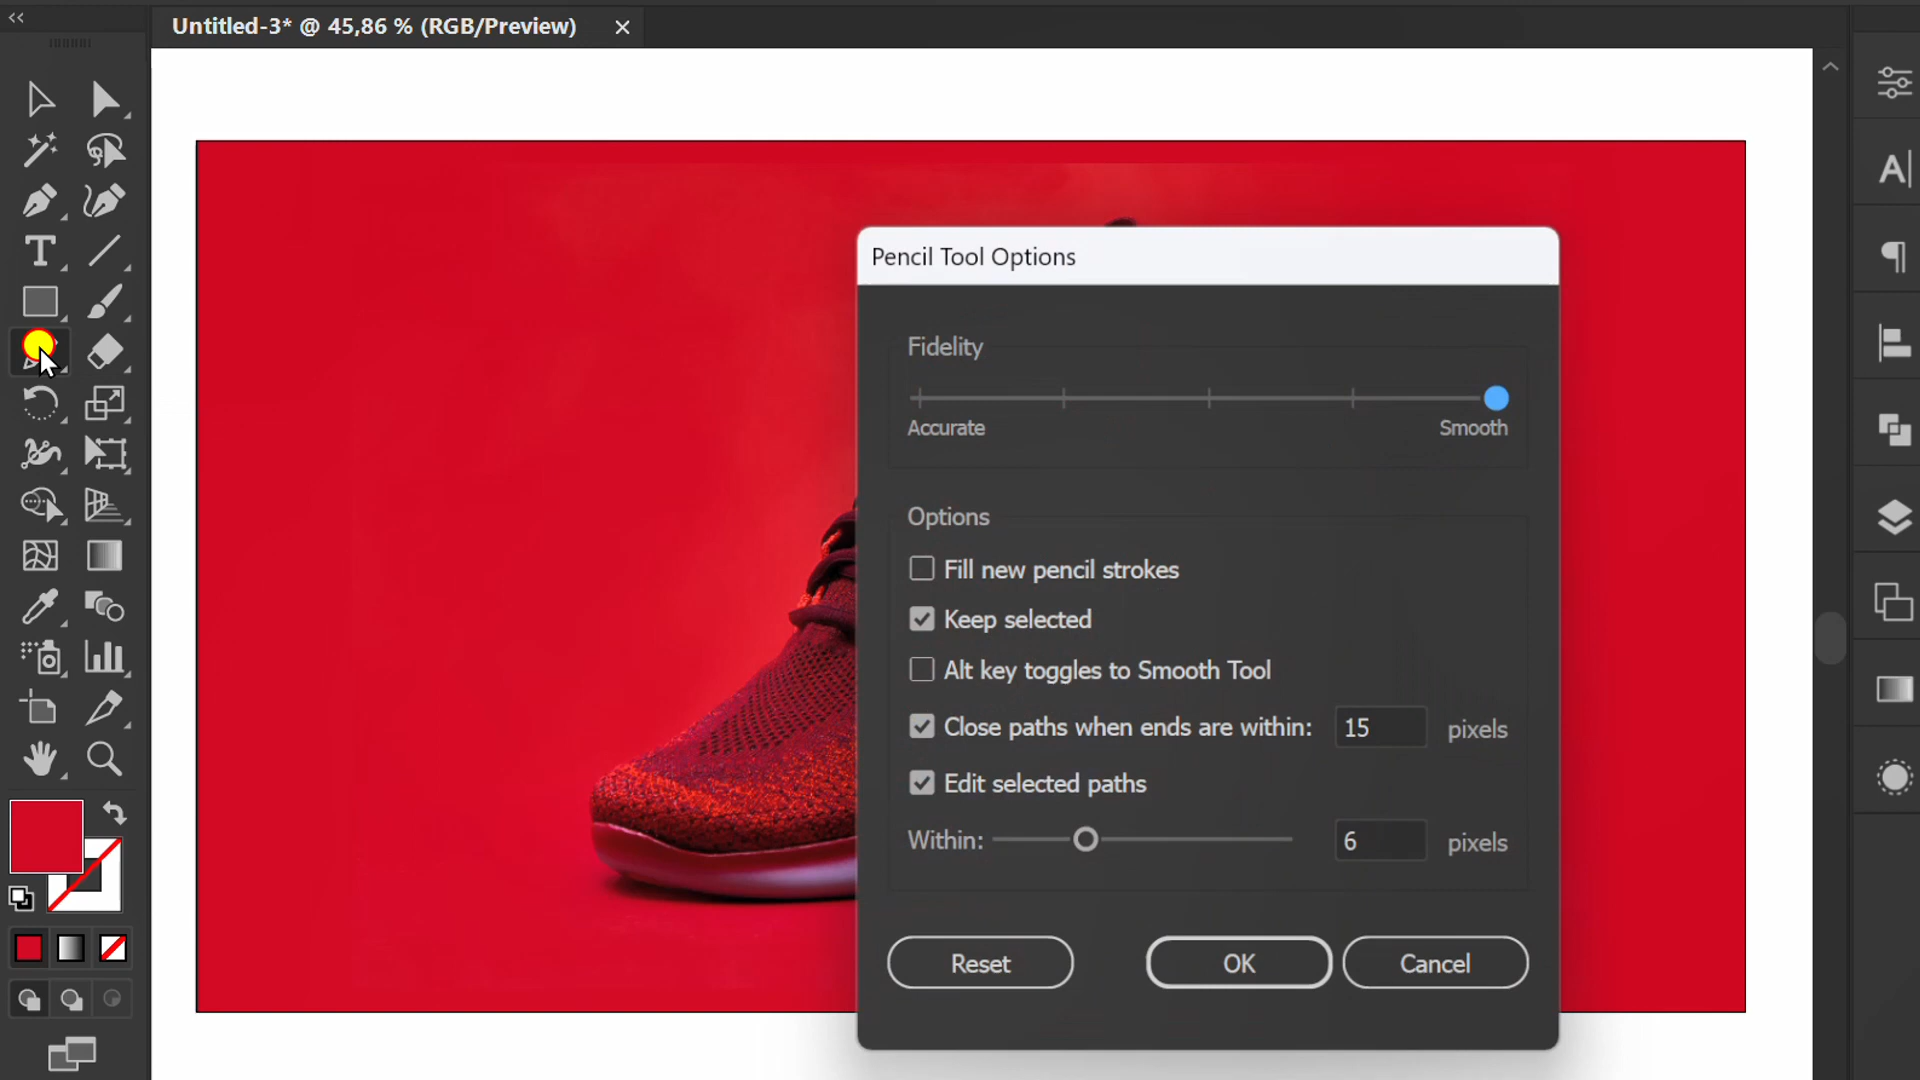 Untitled-3* @ 45,86 % (RGB/Preview)
Pencil Tool Options
Fidelity
Accurate
Smooth
Options
Fill new pencil strokes
Keep selected
Alt key toggles to Smooth Tool
Close paths when ends are within: 15 pixels
Edit selected paths
Within: 6 pixels
Reset
OK
Cancel